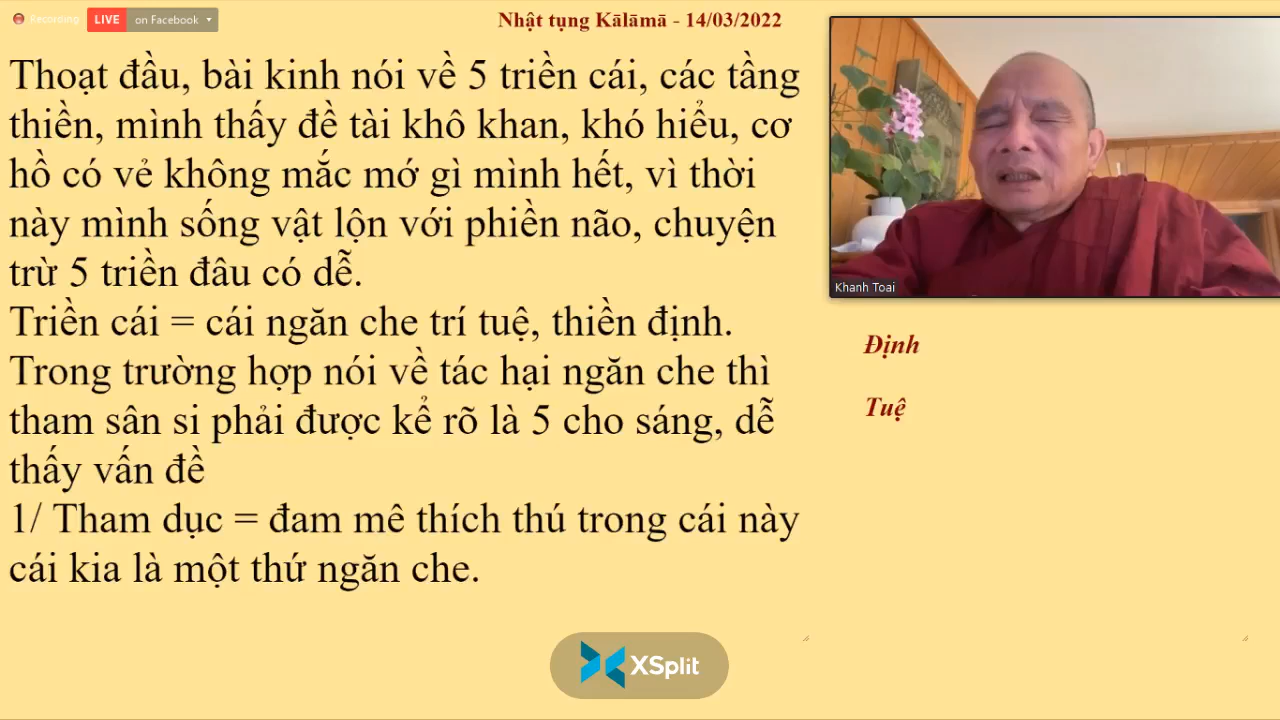 Recording
LIVE on Facebook
Nhật tụng Kālāmā - 14/03/2022
Thoạt đầu, bài kinh nói về 5 triền cái, các tầng
thiền, mình thấy đề tài khô khan, khó hiểu, cơ
hồ có vẻ không mắc mớ gì mình hết, vì thời
này mình sống vật lộn với phiền não, chuyện
trừ 5 triền đâu có dễ.
Triền cái = cái ngăn che trí tuệ, thiền định.
Trong trường hợp nói về tác hại ngăn che thì
tham sân si phải được kể rõ là 5 cho sáng, dễ
thấy vấn đề
1/ Tham dục = đam mê thích thú trong cái này
cái kia là một thứ ngăn che.
Khanh Toai
Định
Tuệ
XSplit